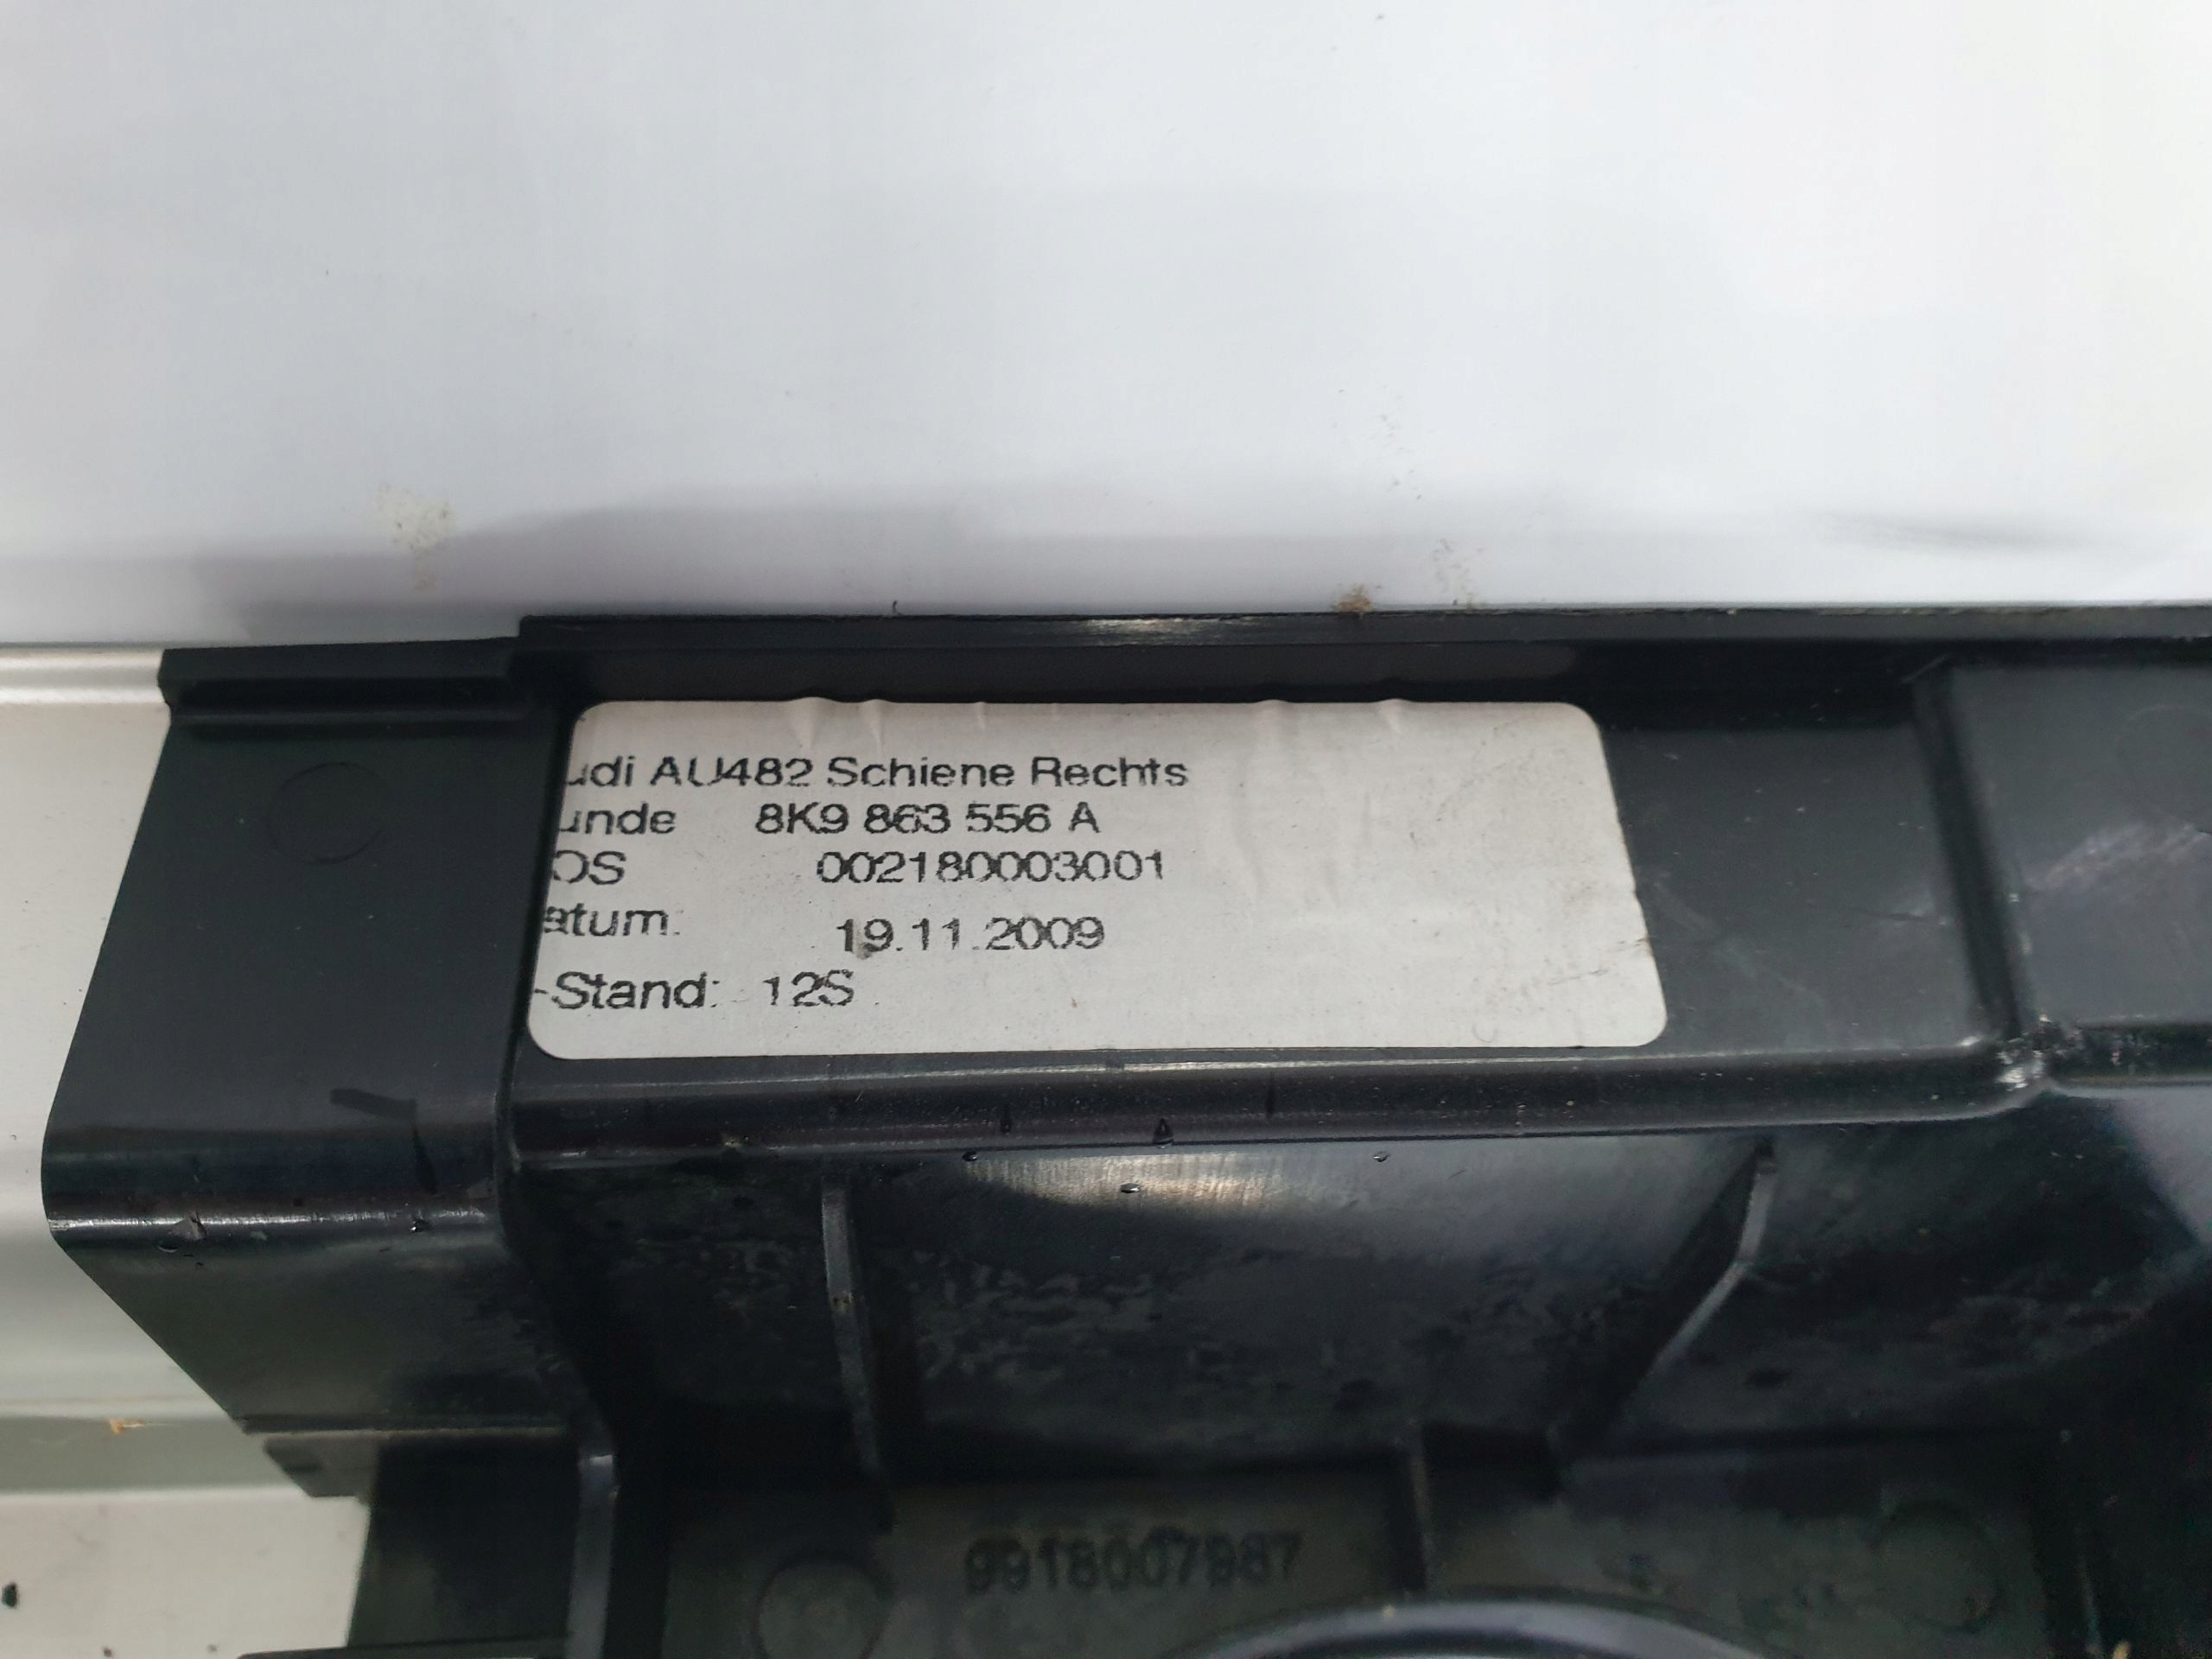 udi AU482 Schiene Rechts
unde 8K9 863 556 A
OS 002180003001
atum: 19.11.2009
-Stand: 12S
9918007987